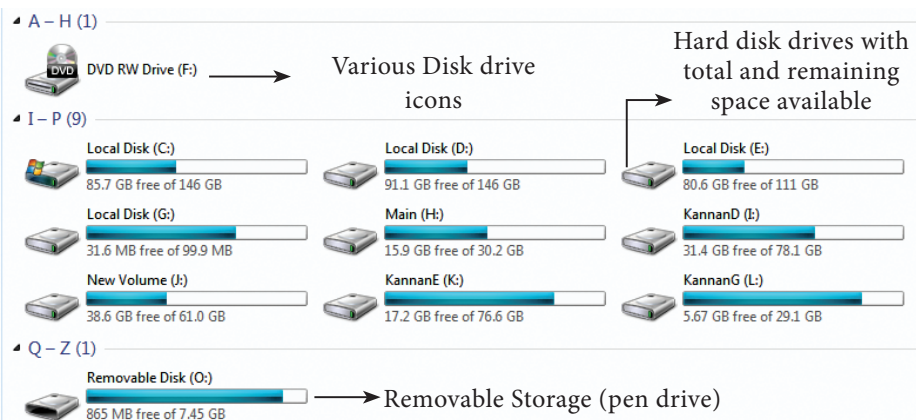 A – H (1)
DVD
DVD RW Drive (F:)
Various Disk drive
icons
Hard disk drives with
total and remaining
space available
I – P (9)
Local Disk (C:)
85.7 GB free of 146 GB
Local Disk (D:)
91.1 GB free of 146 GB
Local Disk (E:)
80.6 GB free of 111 GB
Local Disk (G:)
31.6 MB free of 99.9 MB
Main (H:)
15.9 GB free of 30.2 GB
KannanD (I:)
31.4 GB free of 78.1 GB
New Volume (J:)
38.6 GB free of 61.0 GB
KannanE (K:)
17.2 GB free of 76.6 GB
KannanG (L:)
5.67 GB free of 29.1 GB
Q – Z (1)
Removable Disk (O:)
865 MB free of 7.45 GB
Removable Storage (pen drive)